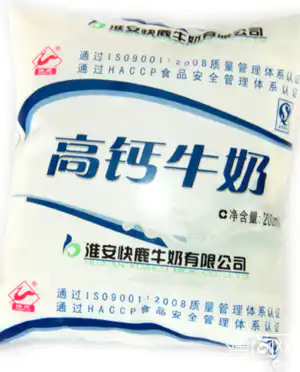 淮安快鹿牛奶有限公司
通过ISO9001:2008质量管理体系认证
通过HACCP食品安全管理体系认证
高钙牛奶
净含量: 200ml
淮安快鹿牛奶有限公司
通过ISO9001:2008质量管理体系认证
通过HACCP食品安全管理体系认证